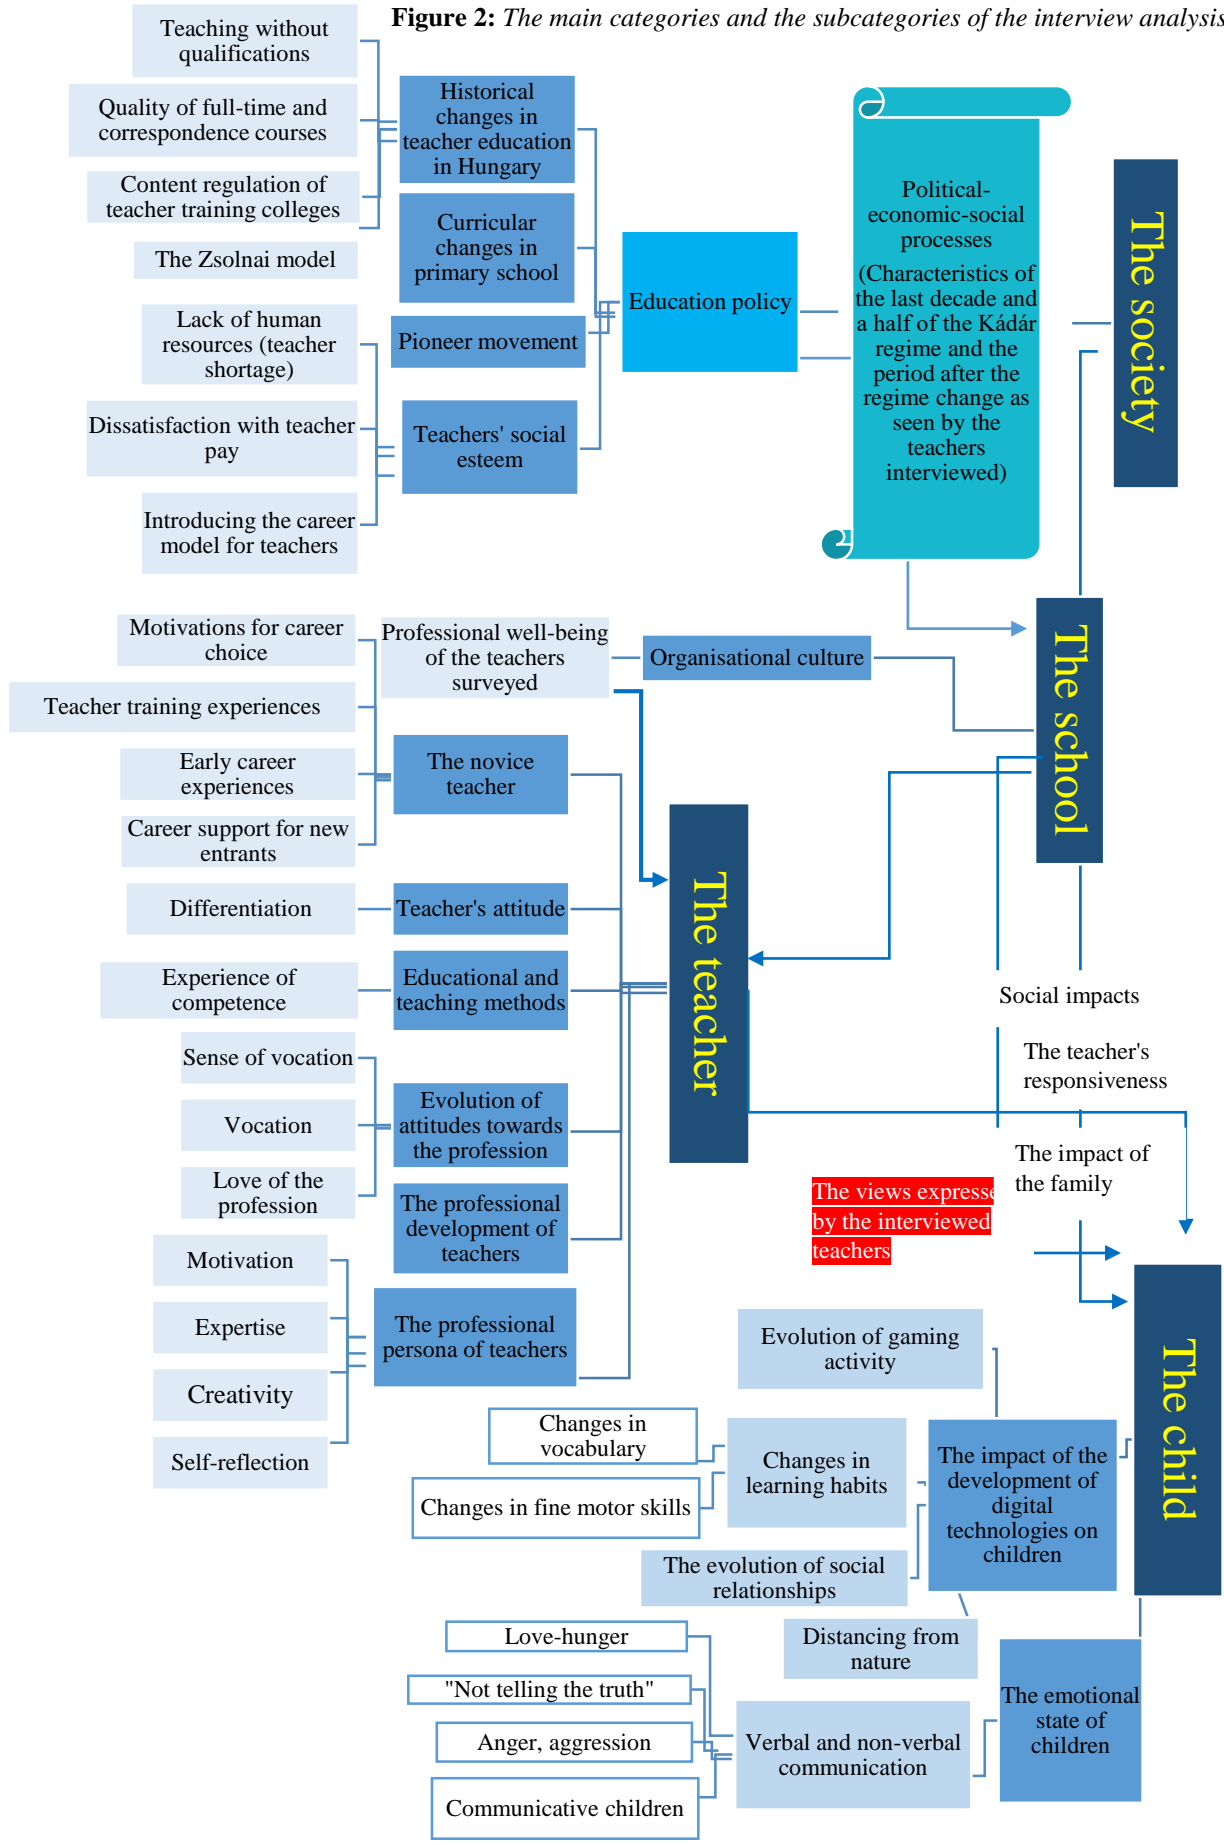 Figure 2: The main categories and the subcategories of the interview analysis
Teaching without
qualifications
Quality of full-time and
correspondence courses
Content regulation of
teacher training colleges
The Zsolnai model
Lack of human
resources (teacher
shortage)
Dissatisfaction with teacher
pay
Introducing the career
model for teachers
Historical
changes in
teacher education
in Hungary
Curricular
changes in
primary school
Pioneer movement
Teachers' social
esteem
Education policy
Political-
economic-social
processes
(Characteristics of
the last decade and
a half of the Kádár
regime and the
period after the
regime change as
seen by the
teachers
interviewed)
The society
Motivations for career
choice
Teacher training experiences
Early career
experiences
Career support for new
entrants
Differentiation
Experience of
competence
Sense of vocation
Vocation
Love of the
profession
Motivation
Expertise
Creativity
Self-reflection
Professional well-being
of the teachers
surveyed
Organisational culture
The novice
teacher
Teacher's attitude
Educational and
teaching methods
Evolution of
attitudes towards
the profession
The professional
development of
teachers
The professional
persona of teachers
The teacher
The school
Social impacts
The teacher's
responsiveness
The impact of
the family
The views expresse
by the interviewed
teachers
The child
Evolution of gaming
activity
Changes in
vocabulary
Changes in fine motor skills
Changes in
learning habits
The impact of the
development of
digital
technologies on
children
The evolution of social
relationships
Distancing from
nature
Love-hunger
"Not telling the truth"
Anger, aggression
Communicative children
Verbal and non-verbal
communication
The emotional
state of
children